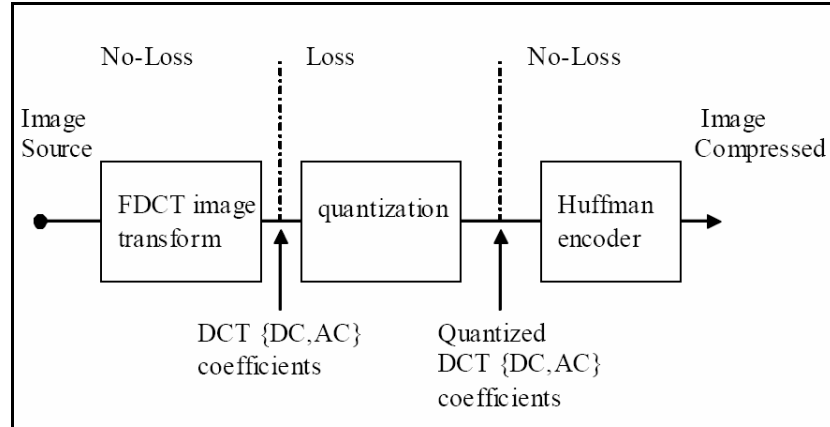 No-Loss
Loss
No-Loss
Image
Source
Image
Compressed
FDCT image
transform
quantization
Huffman
encoder
DCT {DC,AC}
coefficients
Quantized
DCT {DC,AC}
coefficients